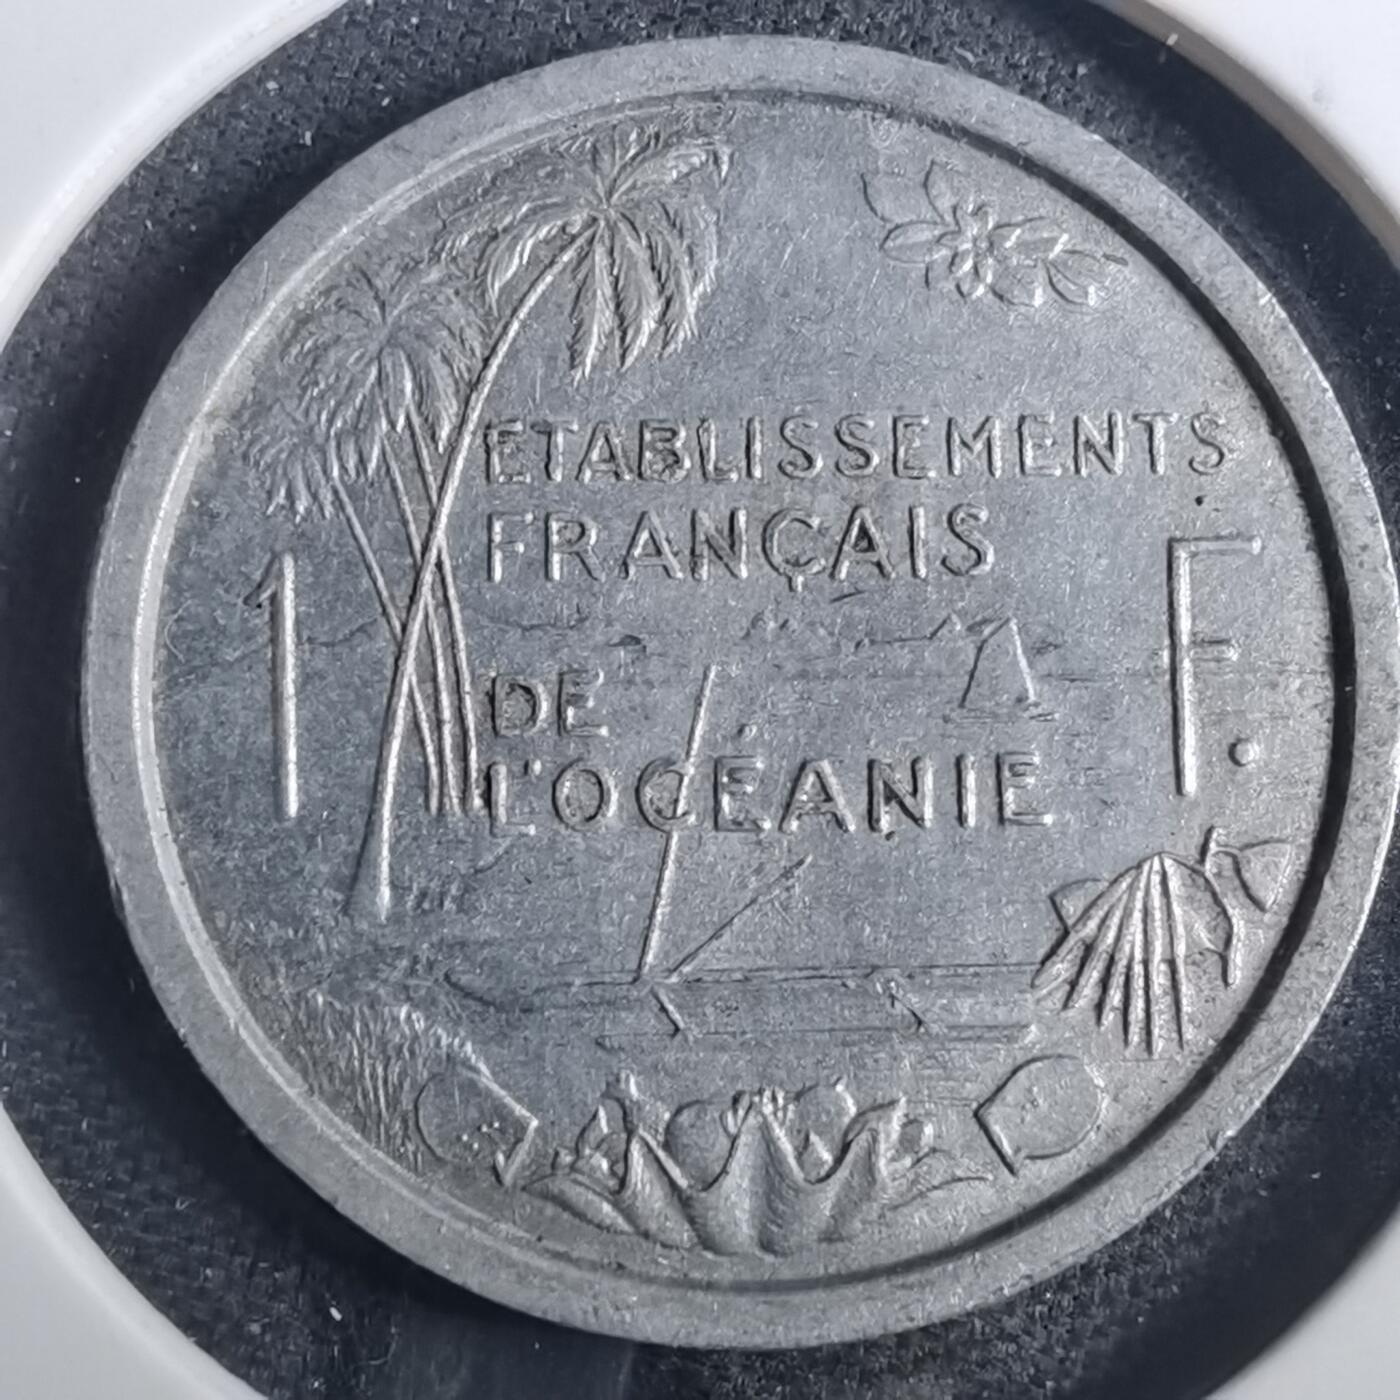 ETABLISSEMENTS
FRANÇAIS
1 F.
DE
L'OCÉANIE